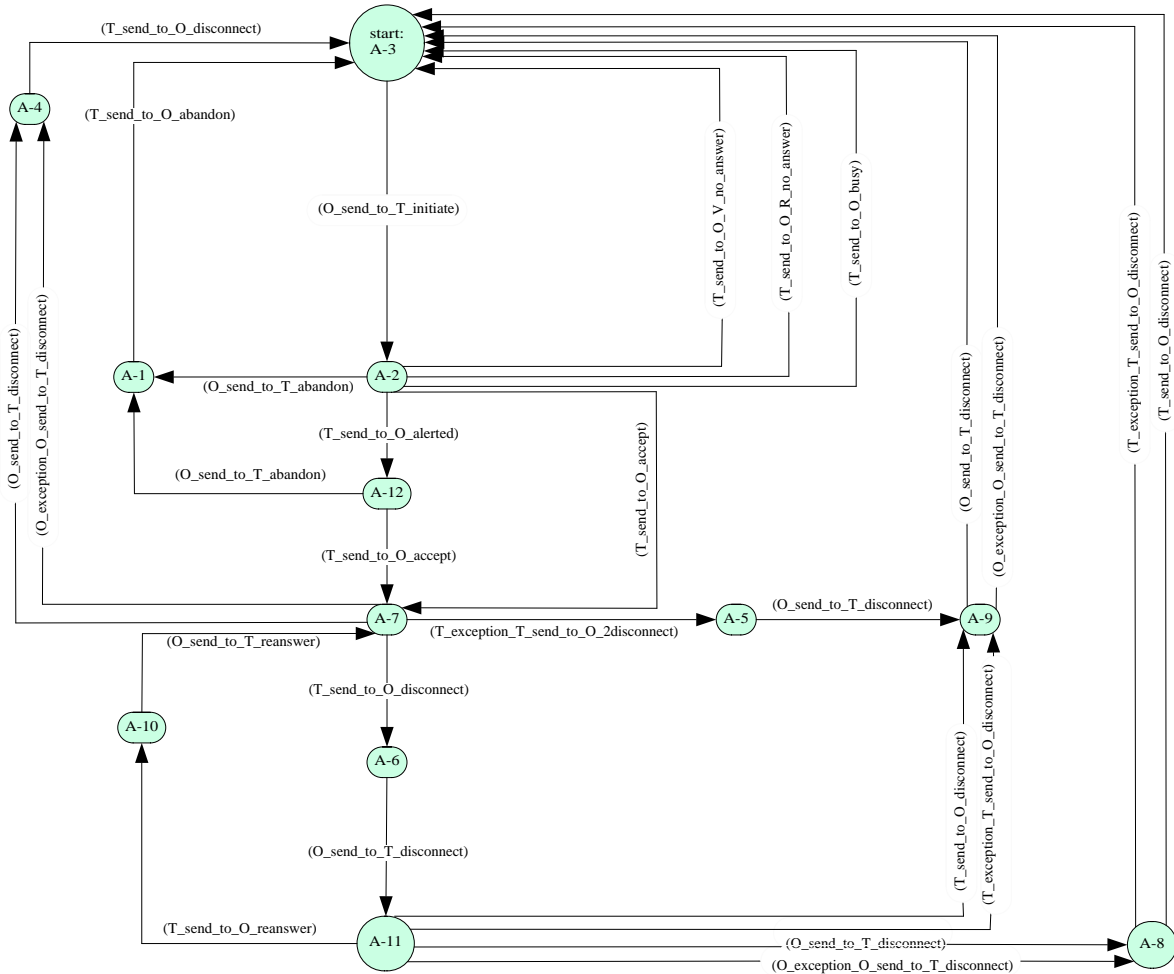 (T_send_to_O_disconnect)
start:
A-3
A-4
(T_send_to_O_abandon)
(O_send_to_T_initiate)
(T_send_to_O_V_no_answer)
(T_send_to_O_R_no_answer)
(T_send_to_O_busy)
(T_exception_T_send_to_O_disconnect)
(T_send_to_O_disconnect)
(O_send_to_T_disconnect)
(O_exception_O_send_to_T_disconnect)
A-1
(O_send_to_T_abandon)
A-2
(O_send_to_T_disconnect)
(O_exception_O_send_to_T_disconnect)
(T_send_to_O_alerted)
(T_send_to_O_accept)
(O_send_to_T_abandon)
A-12
(T_send_to_O_accept)
A-7
(T_exception_T_send_to_O_2disconnect)
A-5
(O_send_to_T_disconnect)
A-9
(O_send_to_T_reanswer)
(T_send_to_O_disconnect)
A-10
A-6
(T_send_to_O_disconnect)
(T_exception_T_send_to_O_disconnect)
(O_send_to_T_disconnect)
(T_send_to_O_reanswer)
A-11
(O_send_to_T_disconnect)
(O_exception_O_send_to_T_disconnect)
A-8